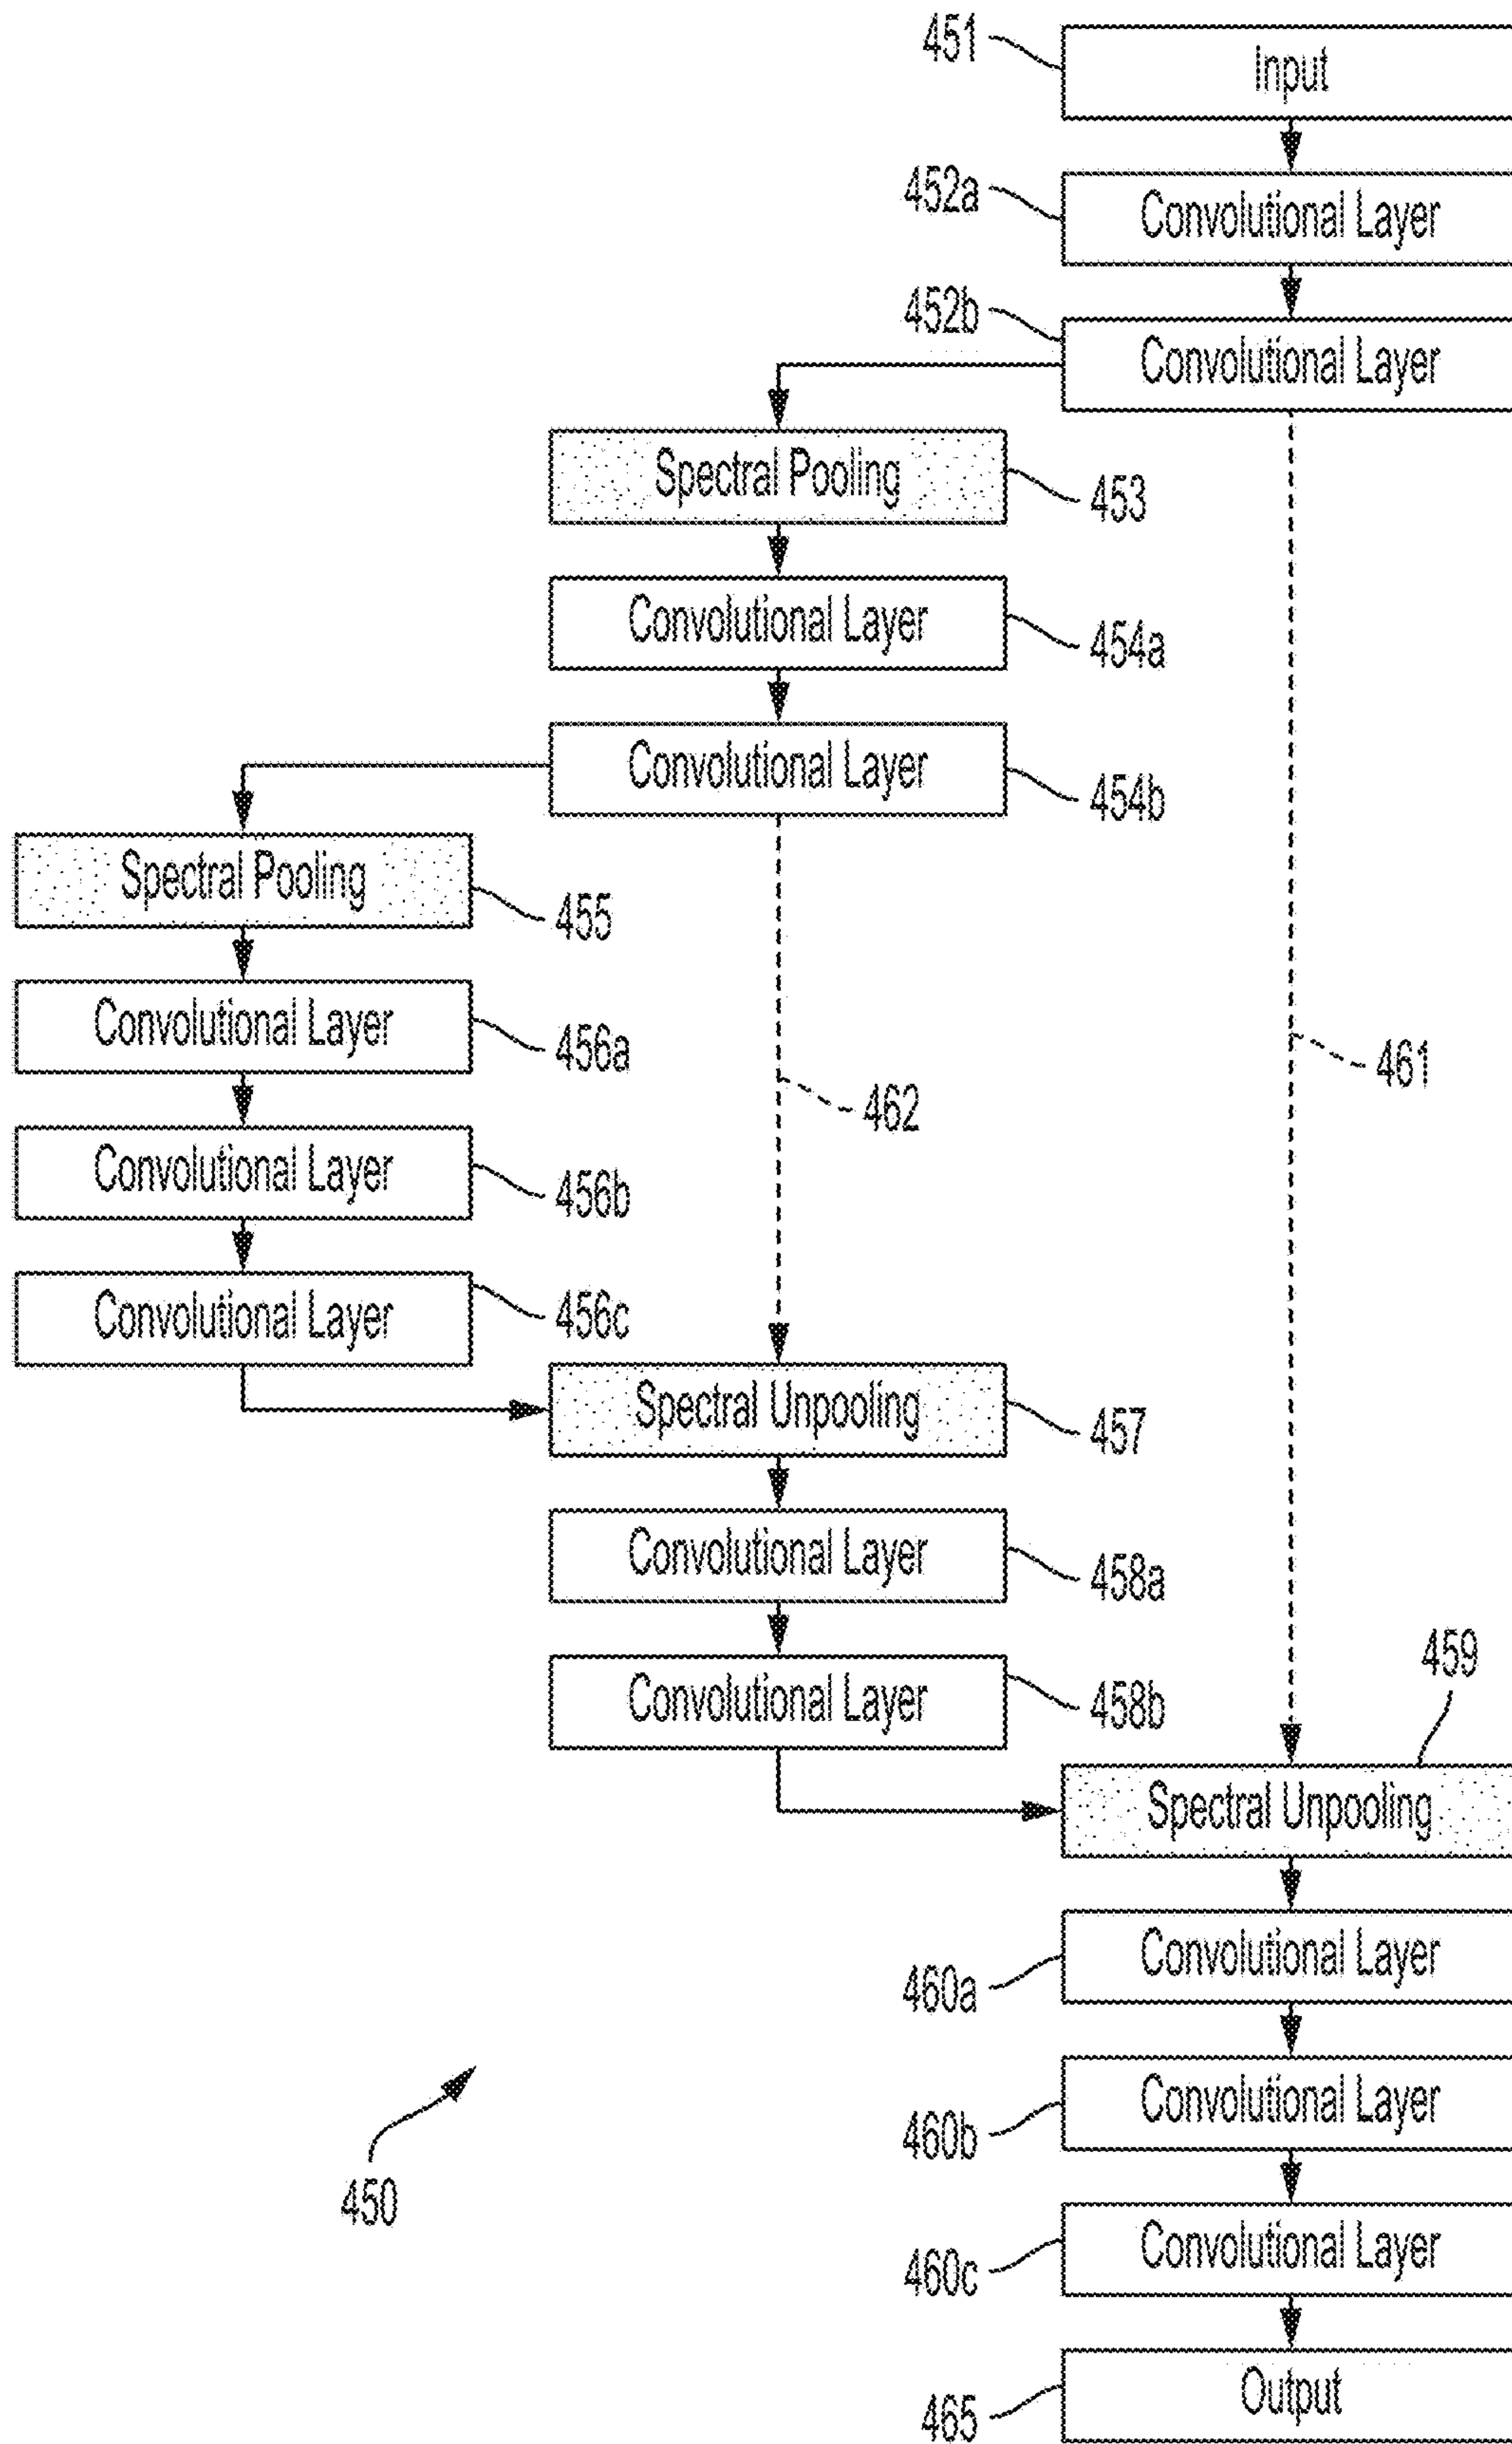 451
Input
452a
Convolutional Layer
452b
Convolutional Layer
Spectral Pooling
453
Convolutional Layer
454a
Convolutional Layer
454b
Spectral Pooling
455
Convolutional Layer
456a
461
Convolutional Layer
462
456b
Convolutional Layer
456c
Spectral Unpooling
457
Convolutional Layer
458a
Convolutional Layer
458b
459
Spectral Unpooling
Convolutional Layer
460a
Convolutional Layer
460b
450
Convolutional Layer
460c
Output
465